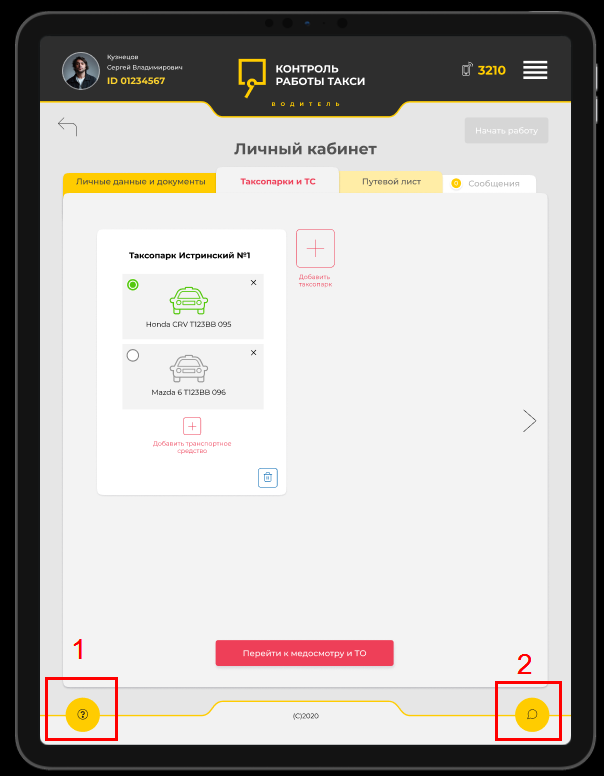 Кузнецов
Сергей Владимирович
ID 01234567
КОНТРОЛЬ
РАБОТЫ ТАКСИ
ВОДИТЕЛЬ
3210
Начать работу
Личный кабинет
Личные данные и документы
Таксопарки и ТС
Путевой лист
0
Сообщения
Таксопарк Истринский №1
Honda CRV Т123ВВ 095
Mazda 6 Т123ВВ 096
Добавить транспортное
средство
Добавить
таксопарк
Перейти к медосмотру и ТО
1
2
?
(С)2020